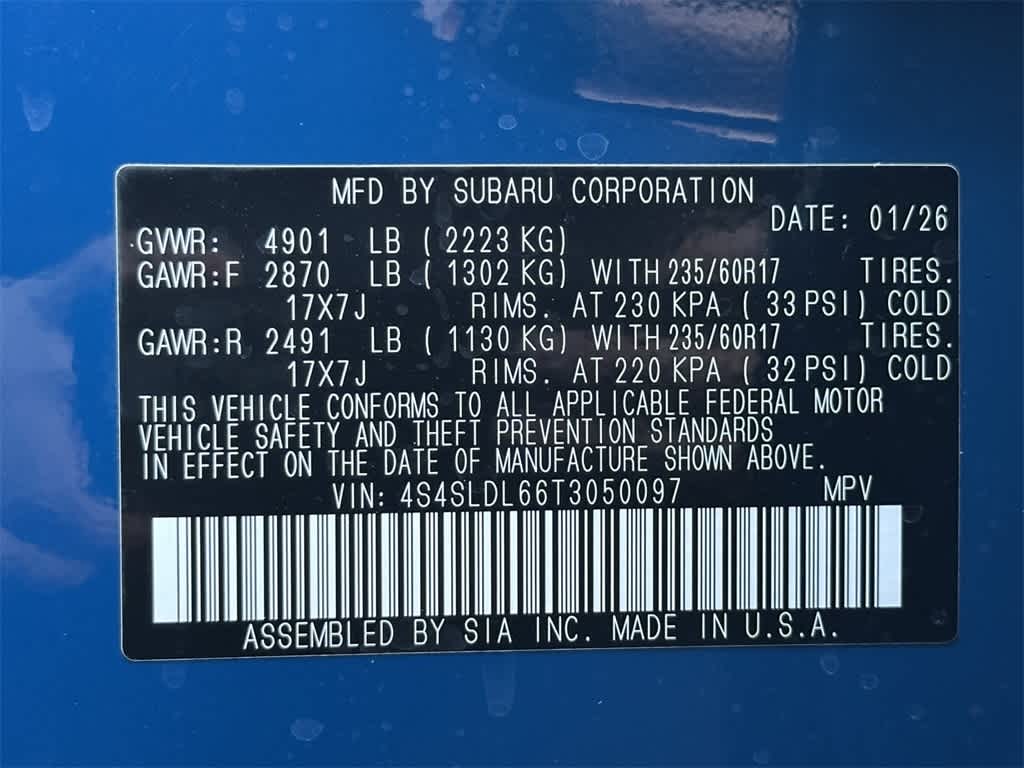 MFD BY SUBARU CORPORATION
DATE: 01/26
GVWR: 4901 LB ( 2223 KG)
GAWR:F 2870 LB ( 1302 KG) WITH 235/60R17 TIRES.
17X7J RIMS. AT 230 KPA ( 33 PSI) COLD
GAWR:R 2491 LB ( 1130 KG) WITH 235/60R17 TIRES.
17X7J RIMS. AT 220 KPA ( 32 PSI) COLD
THIS VEHICLE CONFORMS TO ALL APPLICABLE FEDERAL MOTOR
VEHICLE SAFETY AND THEFT PREVENTION STANDARDS
IN EFFECT ON THE DATE OF MANUFACTURE SHOWN ABOVE.
VIN: 4S4SLDL66T3050097 MPV
ASSEMBLED BY SIA INC. MADE IN U.S.A.